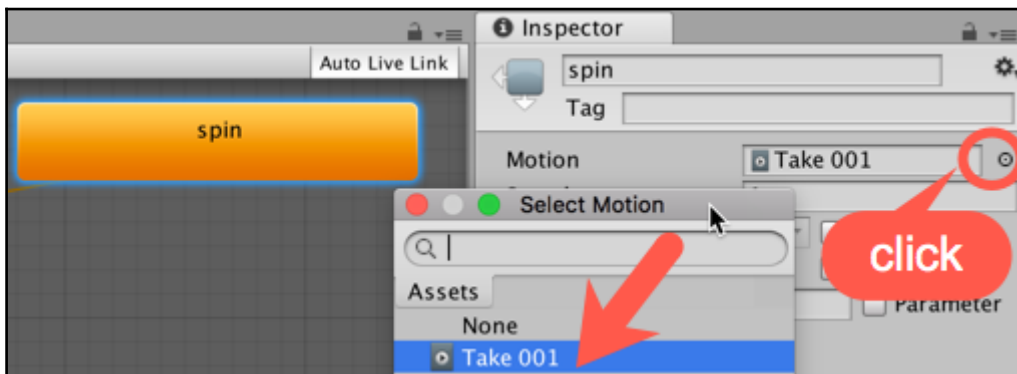 Inspector
Auto Live Link
spin
Tag
spin
Motion
Take 001
Select Motion
click
Assets
Parameter
None
Take 001